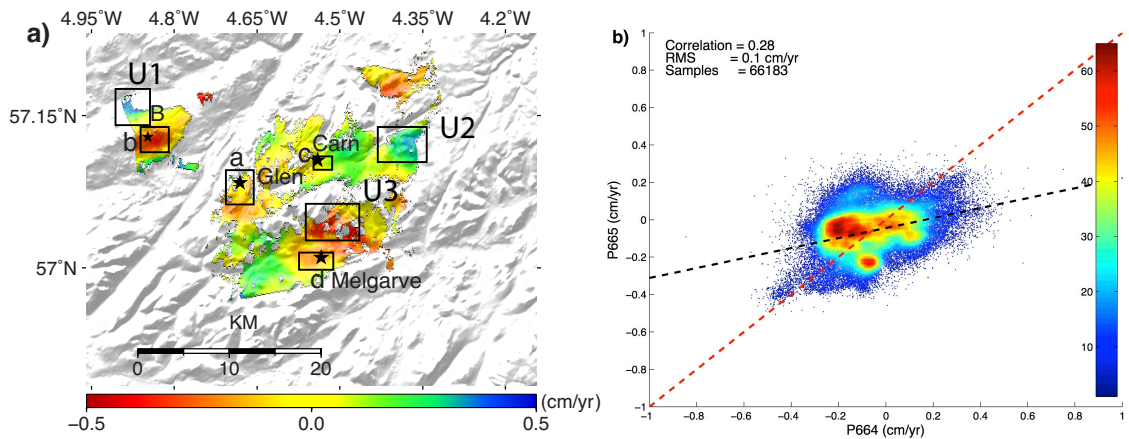 4.95°W 4.8°W 4.65°W 4.5°W 4.35°W 4.2°W
a)
57.15°N
57°N
U1
B
b
U2
Carn
c
a
Glen
U3
d Melgarve
KM
0 10 20
−0.5 0.0 0.5 (cm/yr)
b)
Correlation = 0.28
RMS = 0.1 cm/yr
Samples = 66183
P665 (cm/yr)
1
0.8
0.6
0.4
0.2
0
−0.2
−0.4
−0.6
−0.8
−1
−1 −0.8 −0.6 −0.4 −0.2 0 0.2 0.4 0.6 0.8 1
P664 (cm/yr)
60
50
40
30
20
10